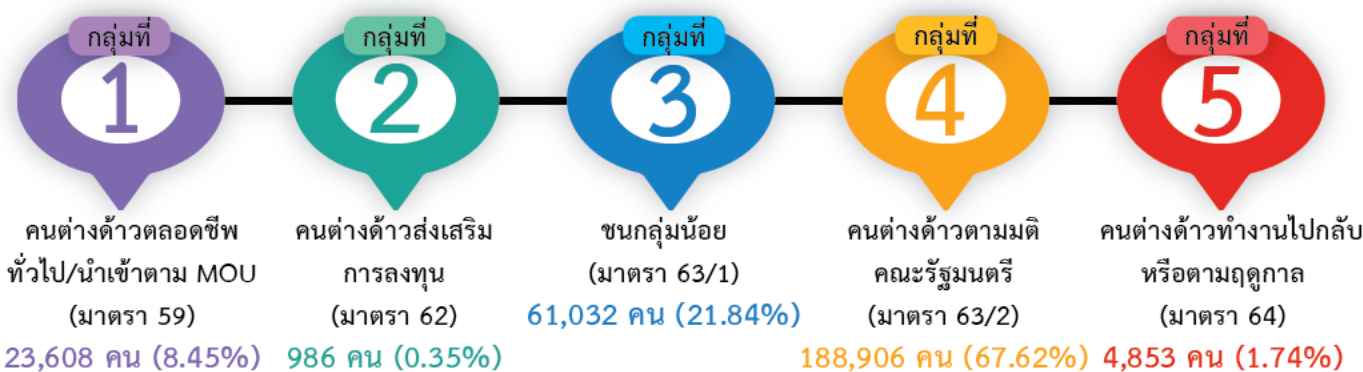 กลุ่มที่
1
คนต่างด้าวตลอดชีพ
ทั่วไป/นำเข้าตาม MOU
(มาตรา 59)
23,608 คน (8.45%)
กลุ่มที่
2
คนต่างด้าวส่งเสริม
การลงทุน
(มาตรา 62)
986 คน (0.35%)
กลุ่มที่
3
ชนกลุ่มน้อย
(มาตรา 63/1)
61,032 คน (21.84%)
กลุ่มที่
4
คนต่างด้าวตามมติ
คณะรัฐมนตรี
(มาตรา 63/2)
188,906 คน (67.62%)
กลุ่มที่
5
คนต่างด้าวทำงานไปกลับ
หรือตามฤดูกาล
(มาตรา 64)
4,853 คน (1.74%)